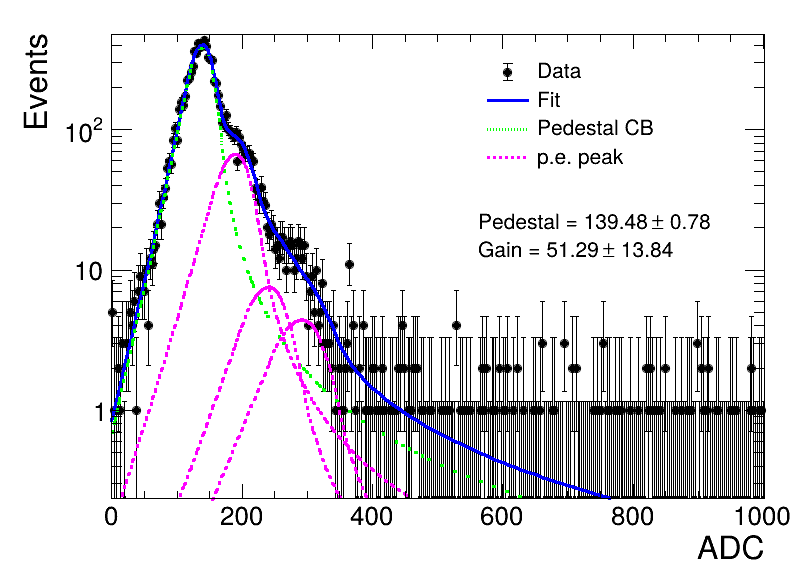 Events
Data
Fit
Pedestal CB
p.e. peak
Pedestal = 139.48 ± 0.78
Gain = 51.29 ± 13.84
10²
10
1
0 200 400 600 800 1000
ADC